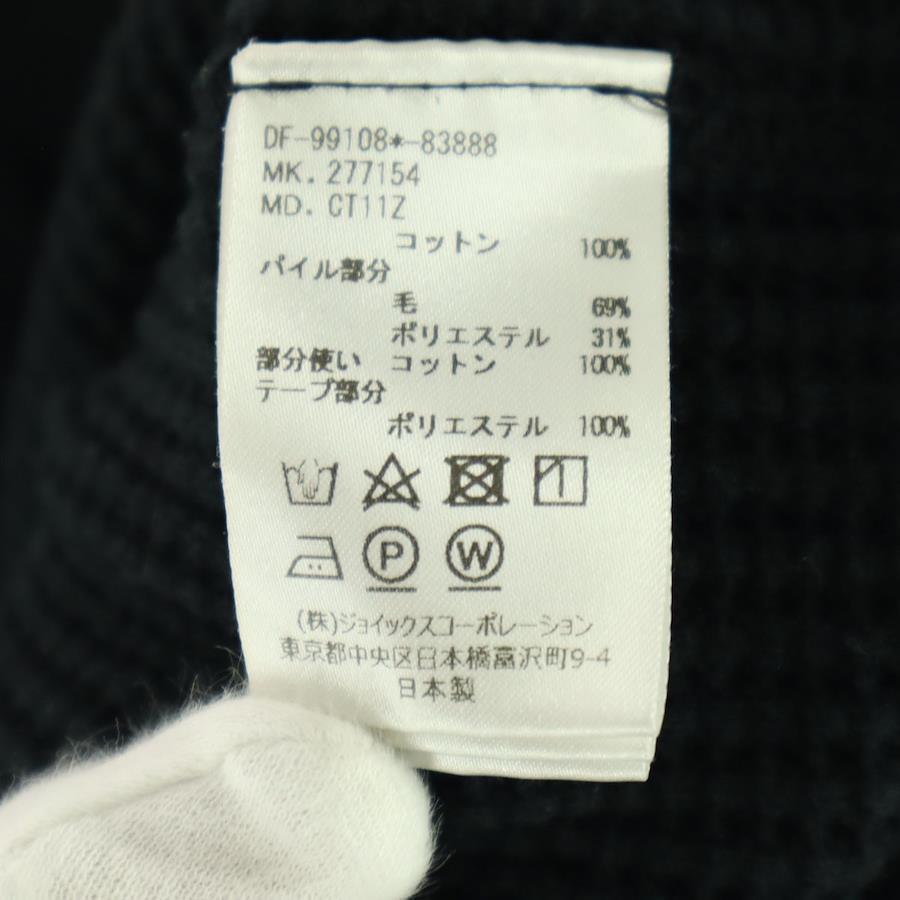 DF-99108*-83888
MK. 277154
MD. CT11Z
コットン 100%
パイル部分
毛 69%
ポリエステル 31%
部分使い コットン 100%
テープ部分
ポリエステル 100%
P W
(株)ジョイックスコーポレーション
東京都中央区日本橋富沢町9-4
日本製